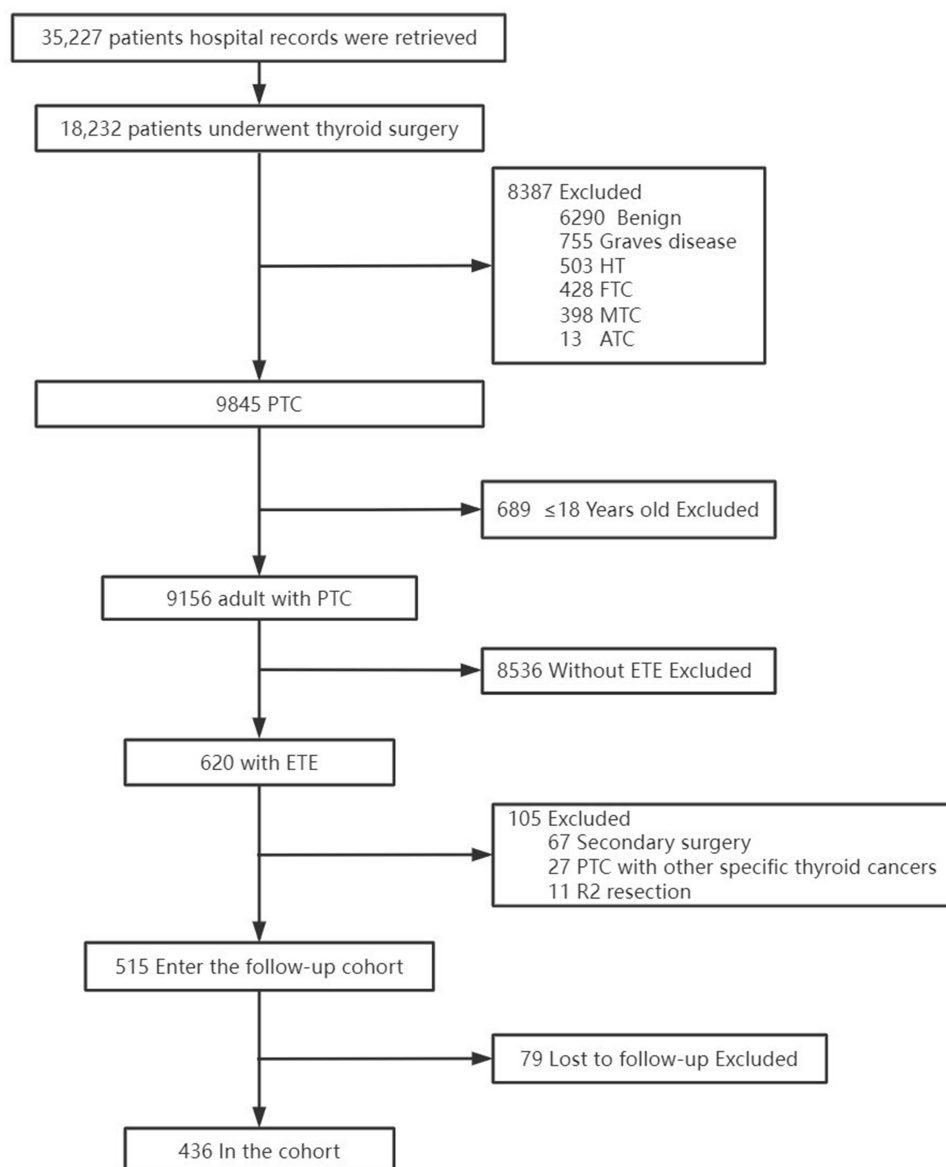 35,227 patients hospital records were retrieved
18,232 patients underwent thyroid surgery
8387 Excluded
6290 Benign
755 Graves disease
503 HT
428 FTC
398 MTC
13 ATC
9845 PTC
689 ≤18 Years old Excluded
9156 adult with PTC
8536 Without ETE Excluded
620 with ETE
105 Excluded
67 Secondary surgery
27 PTC with other specific thyroid cancers
11 R2 resection
515 Enter the follow-up cohort
79 Lost to follow-up Excluded
436 In the cohort